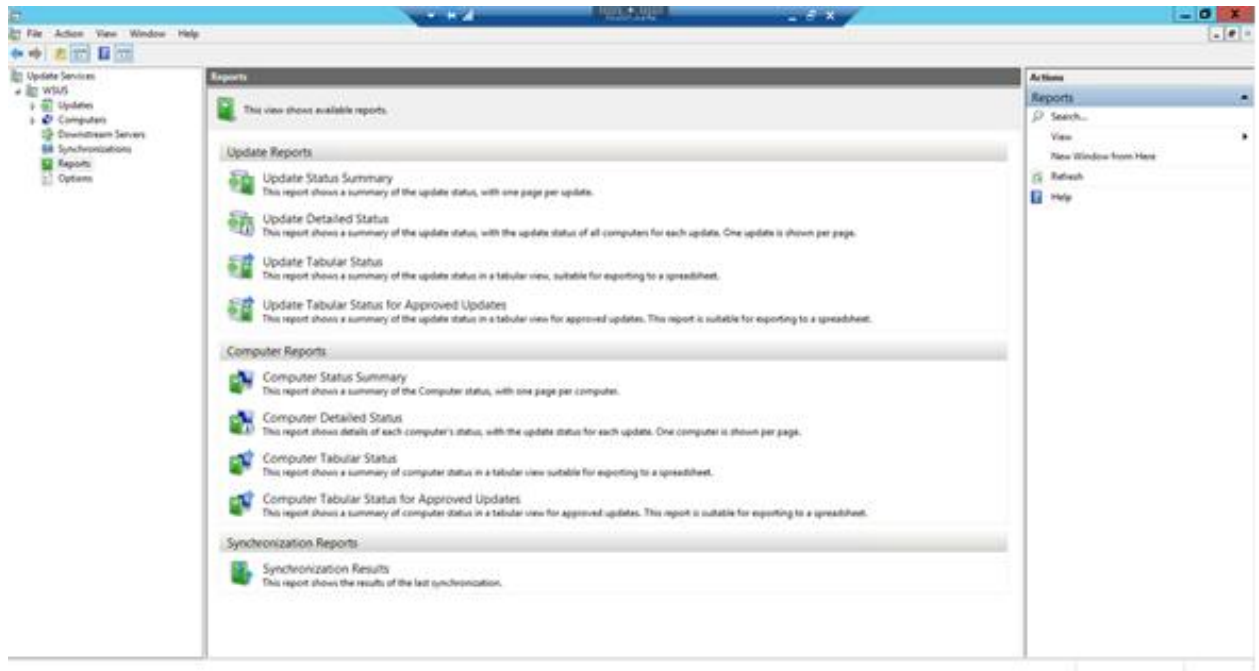 File Action View Window Help
Update Services
WSUS
Updates
Computers
Downstream Servers
Synchronizations
Reports
Options
Reports
This view shows available reports.
Update Reports
Update Status Summary
This report shows a summary of the update status, with one page per update.
Update Detailed Status
This report shows a summary of the update status, with the update status of all computers for each update. One update is shown per page.
Update Tabular Status
This report shows a summary of the update status in a tabular view, suitable for exporting to a spreadsheet.
Update Tabular Status for Approved Updates
This report shows a summary of the update status in a tabular view for approved updates. This report is suitable for exporting to a spreadsheet.
Computer Reports
Computer Status Summary
This report shows a summary of the Computer status, with one page per computer.
Computer Detailed Status
This report shows details of each computer's status, with the update status for each update. One computer is shown per page.
Computer Tabular Status
This report shows a summary of computer status in a tabular view suitable for exporting to a spreadsheet.
Computer Tabular Status for Approved Updates
This report shows a summary of computer status in a tabular view for approved updates. This report is suitable for exporting to a spreadsheet.
Synchronization Reports
Synchronization Results
This report shows the results of the last synchronization.
Actions
Reports
Search...
View
New Window from Here
Refresh
Help